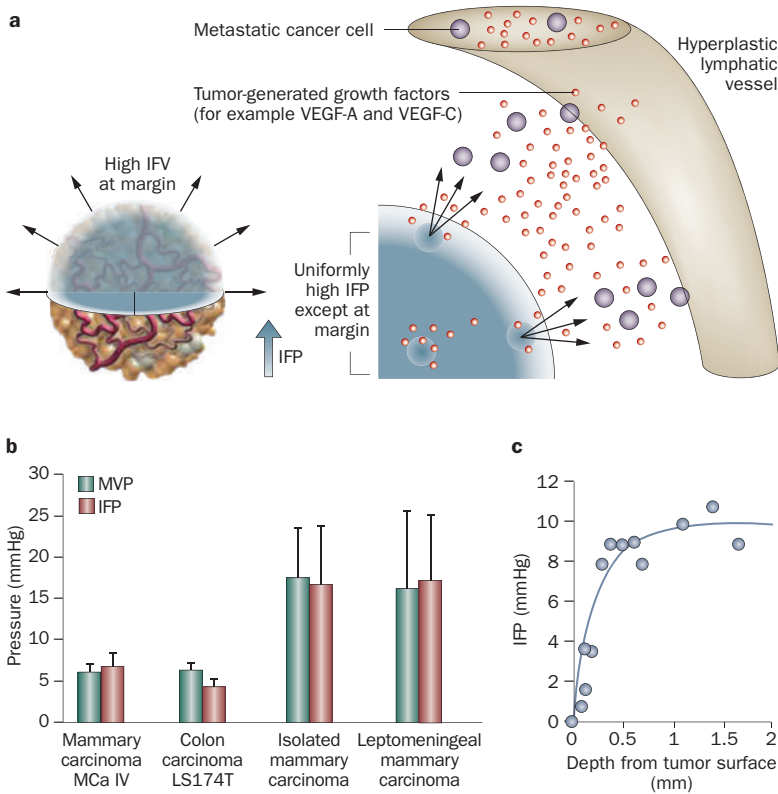 a
Metastatic cancer cell
Hyperplastic
lymphatic
vessel
Tumor-generated growth factors
(for example VEGF-A and VEGF-C)
High IFV
at margin
Uniformly
high IFP
except at
margin
IFP
b
Pressure (mmHg)
30
25
20
15
10
5
0
MVP
IFP
Mammary
carcinoma
MCa IV
Colon
carcinoma
LS174T
Isolated
mammary
carcinoma
Leptomeningeal
mammary
carcinoma
c
IFP (mmHg)
12
10
8
6
4
2
0
0 0.5 1 1.5 2
Depth from tumor surface
(mm)